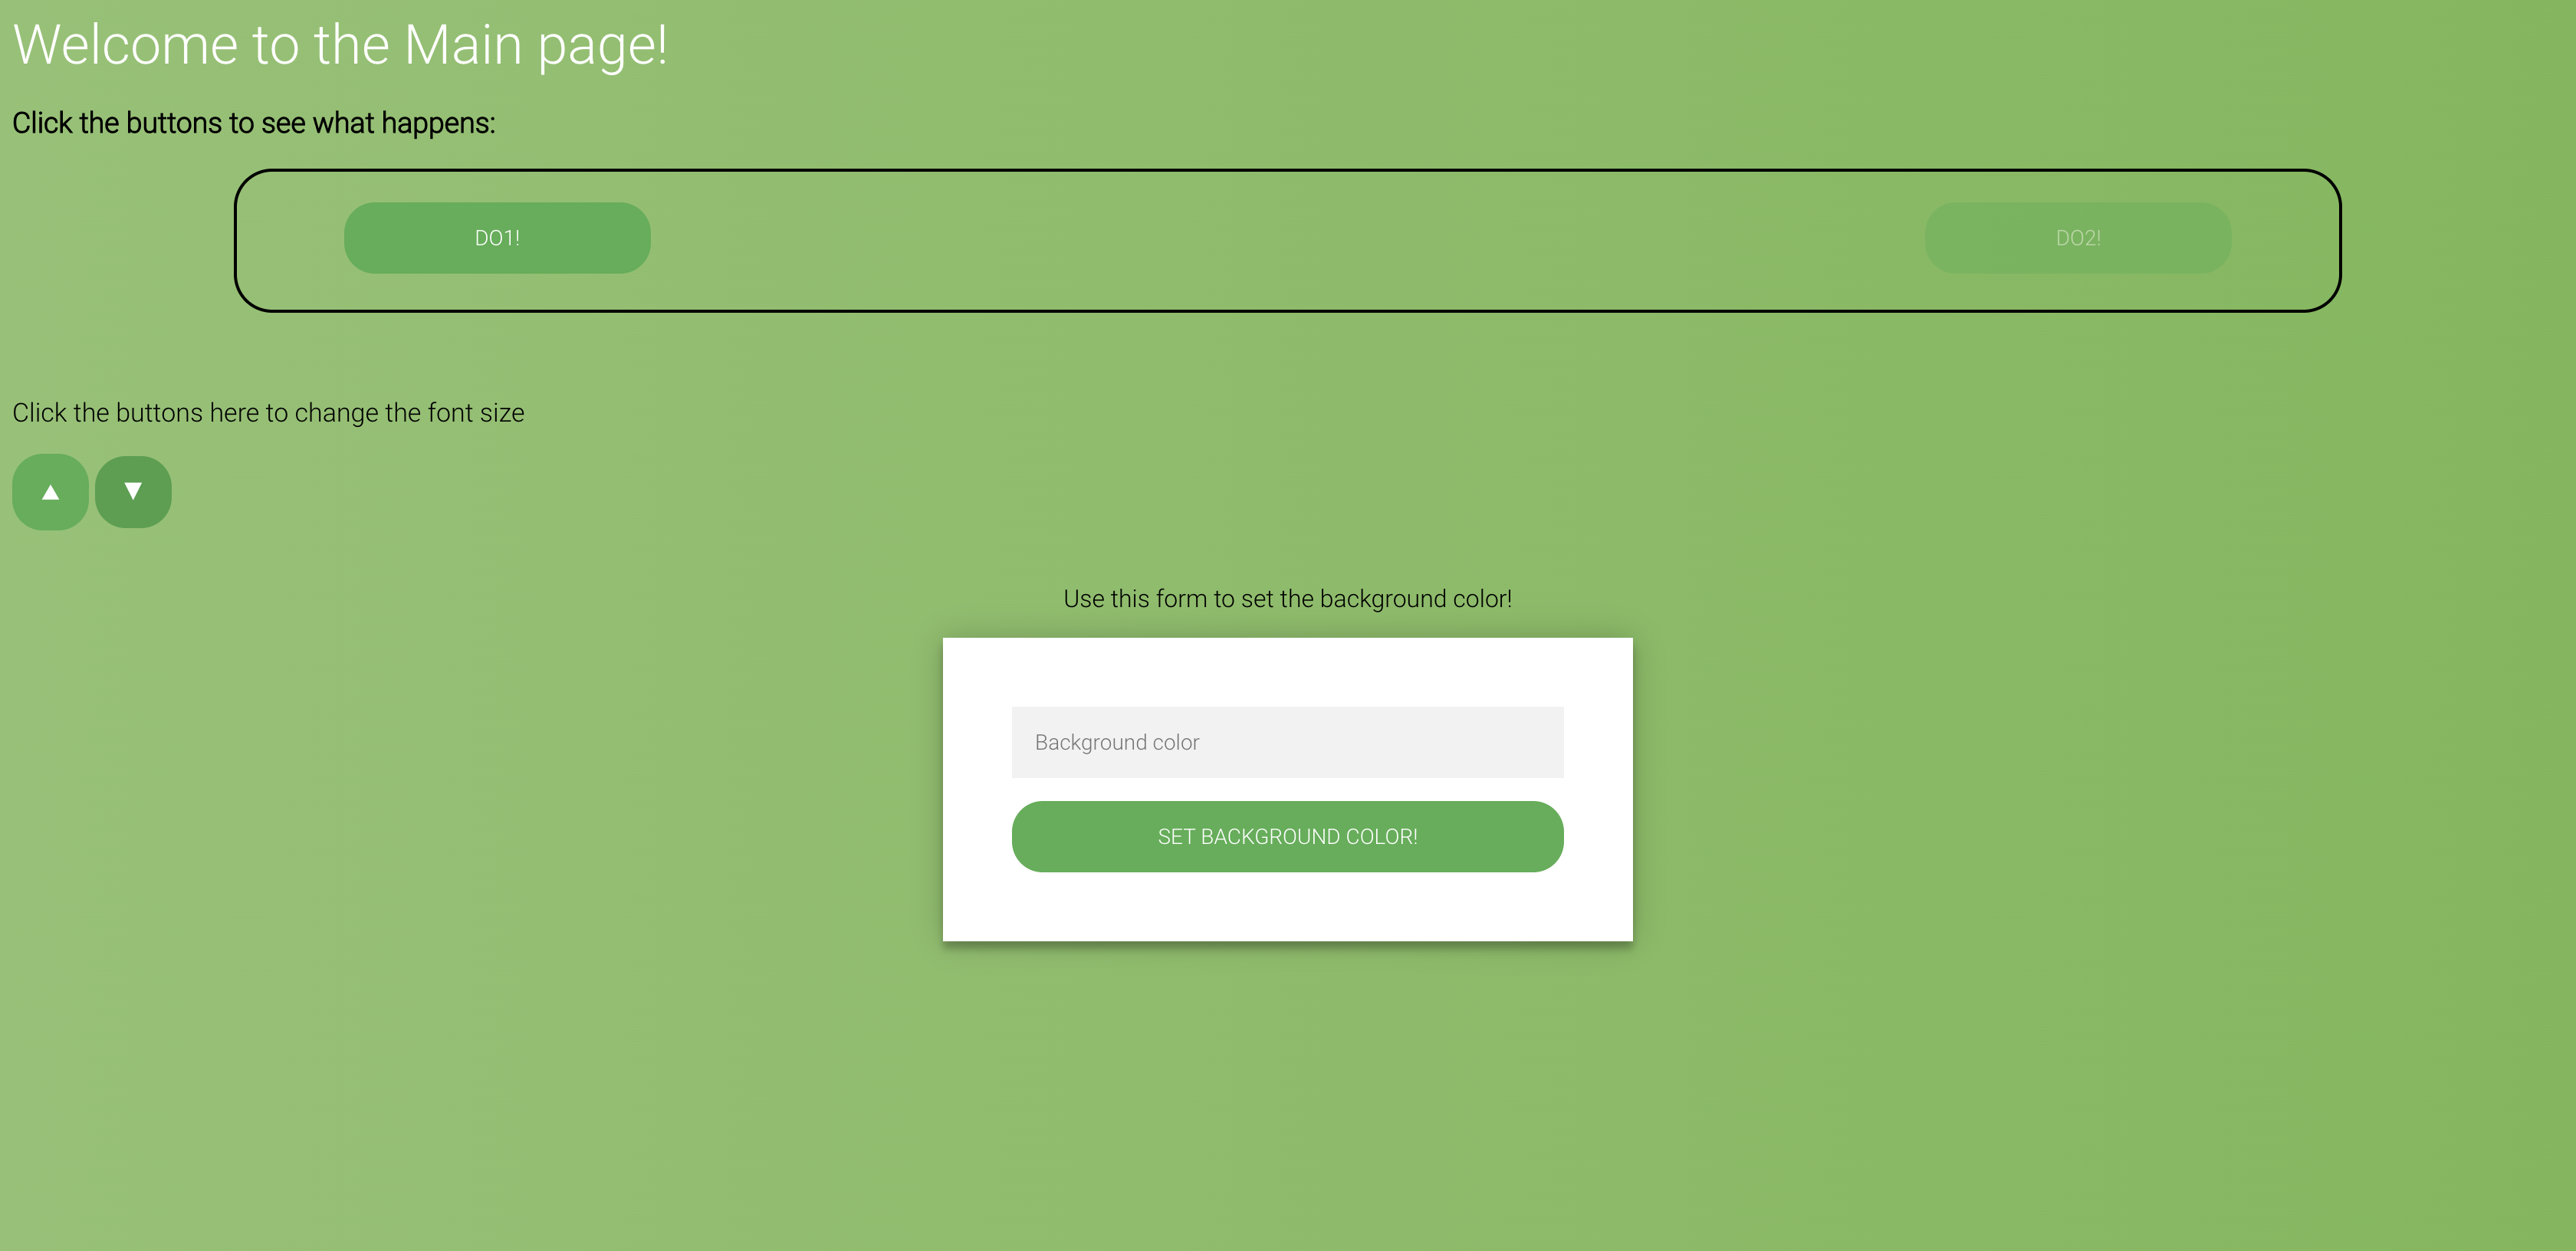 Welcome to the Main page!
Click the buttons to see what happens:
DO1!
DO2!
Click the buttons here to change the font size
▲ ▼
Use this form to set the background color!
Background color
SET BACKGROUND COLOR!